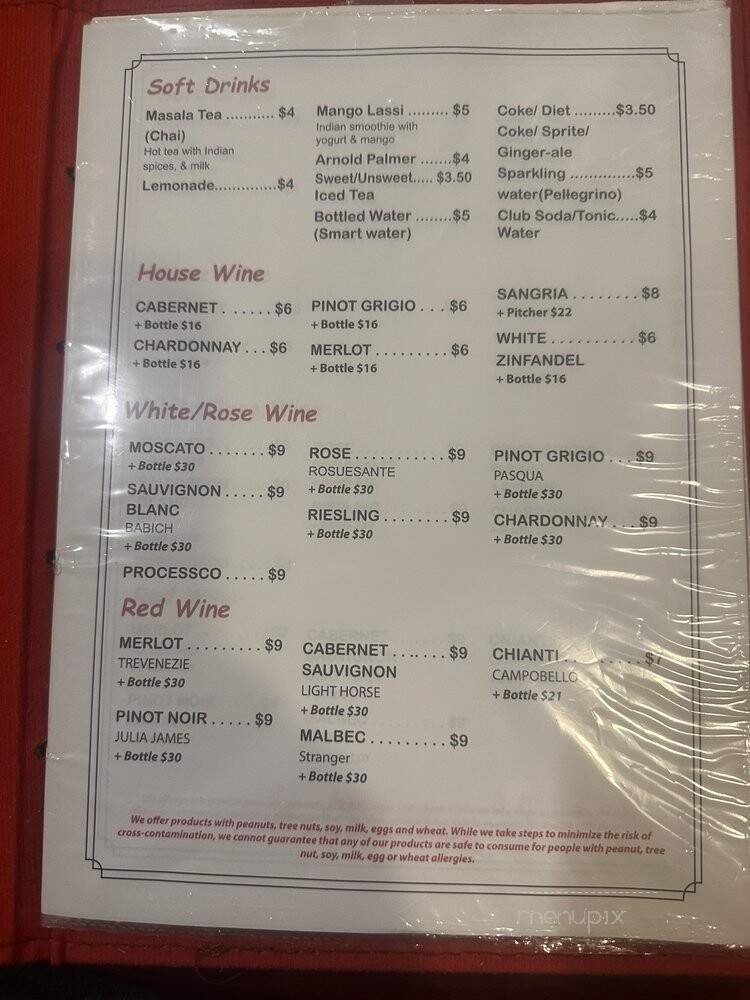 Soft Drinks
Masala Tea ........... $4
(Chai)
Hot tea with Indian
spices, & milk
Lemonade..............$4
Mango Lassi ......... $5
Indian smoothie with
yogurt & mango
Arnold Palmer .......$4
Sweet/Unsweet..... $3.50
Iced Tea
Bottled Water ........$5
(Smart water)
Coke/ Diet .........$3.50
Coke/ Sprite/
Ginger-ale
Sparkling ..............$5
water(Pellegrino)
Club Soda/Tonic.....$4
Water
House Wine
CABERNET . . . . . . $6
+ Bottle $16
CHARDONNAY . . . $6
+ Bottle $16
PINOT GRIGIO . . . $6
+ Bottle $16
MERLOT . . . . . . . . . $6
+ Bottle $16
SANGRIA . . . . . . . . $8
+ Pitcher $22
WHITE . . . . . . . . . . $6
ZINFANDEL
+ Bottle $16
White/Rose Wine
MOSCATO . . . . . . . $9
+ Bottle $30
SAUVIGNON . . . . . $9
BLANC
BABICH
+ Bottle $30
PROCESSCO . . . . . $9
ROSE . . . . . . . . . . . $9
ROSUESANTE
+ Bottle $30
RIESLING . . . . . . . . $9
+ Bottle $30
PINOT GRIGIO . . . $9
PASQUA
+ Bottle $30
CHARDONNAY . . . $9
+ Bottle $30
Red Wine
MERLOT . . . . . . . . . $9
TREVENEZIE
+ Bottle $30
PINOT NOIR . . . . . $9
JULIA JAMES
+ Bottle $30
CABERNET . . . . . . $9
SAUVIGNON
LIGHT HORSE
+ Bottle $30
MALBEC . . . . . . . . . $9
Stranger
+ Bottle $30
CHIANTI . . . . . . . . . $7
CAMPOBELLO
+ Bottle $21
We offer products with peanuts, tree nuts, soy, milk, eggs and wheat. While we take steps to minimize the risk of
cross-contamination, we cannot guarantee that any of our products are safe to consume for people with peanut, tree
nut, soy, milk, egg or wheat allergies.
menupix